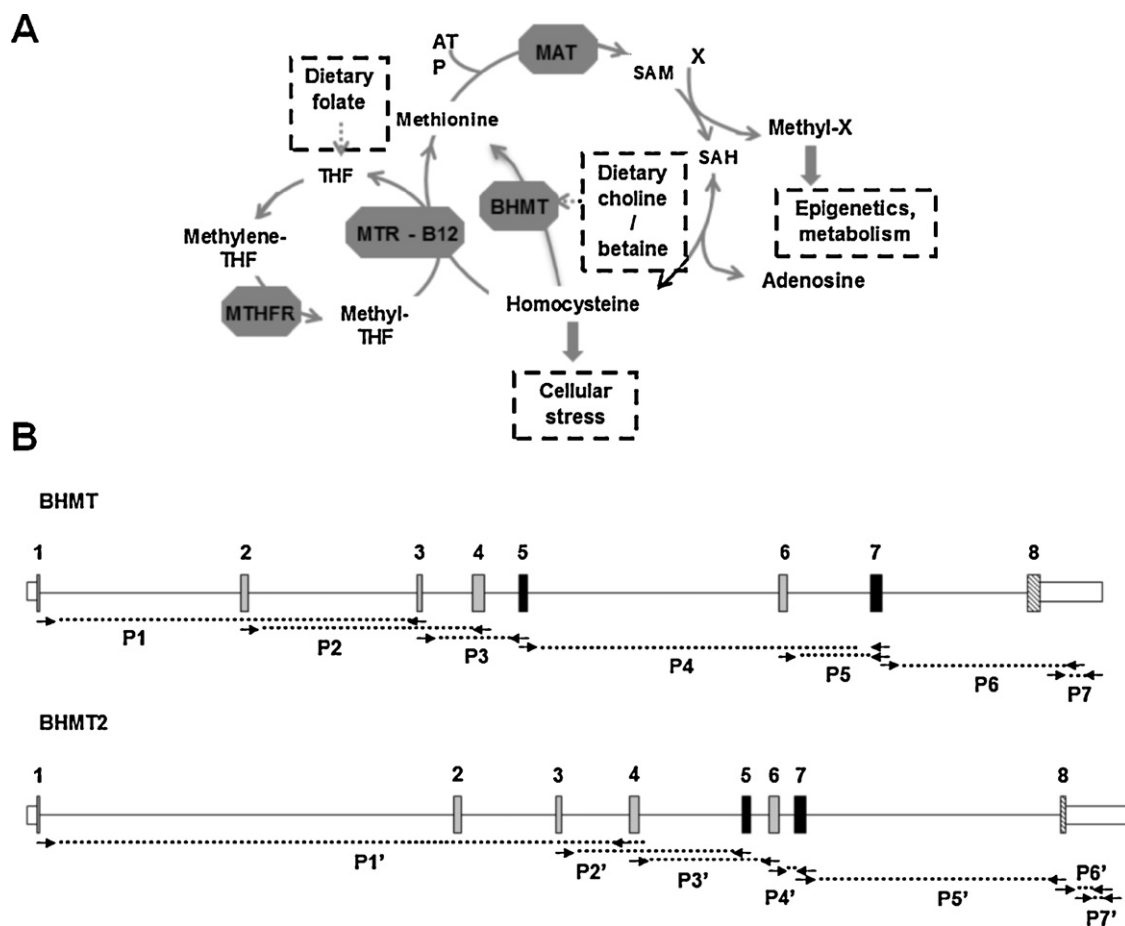 A
AT
P
MAT
SAM
X
Dietary
folate
Methionine
Methyl-X
THF
SAH
BHMT
Dietary
choline
/
betaine
Epigenetics,
metabolism
Methylene-
THF
MTR - B12
Adenosine
MTHFR
Methyl-
THF
Homocysteine
Cellular
stress
B
BHMT
1 2 3 4 5 6 7 8
P1 P2 P3 P4 P5 P6 P7
BHMT2
1 2 3 4 5 6 7 8
P1' P2' P3' P4' P5' P6'
P7'